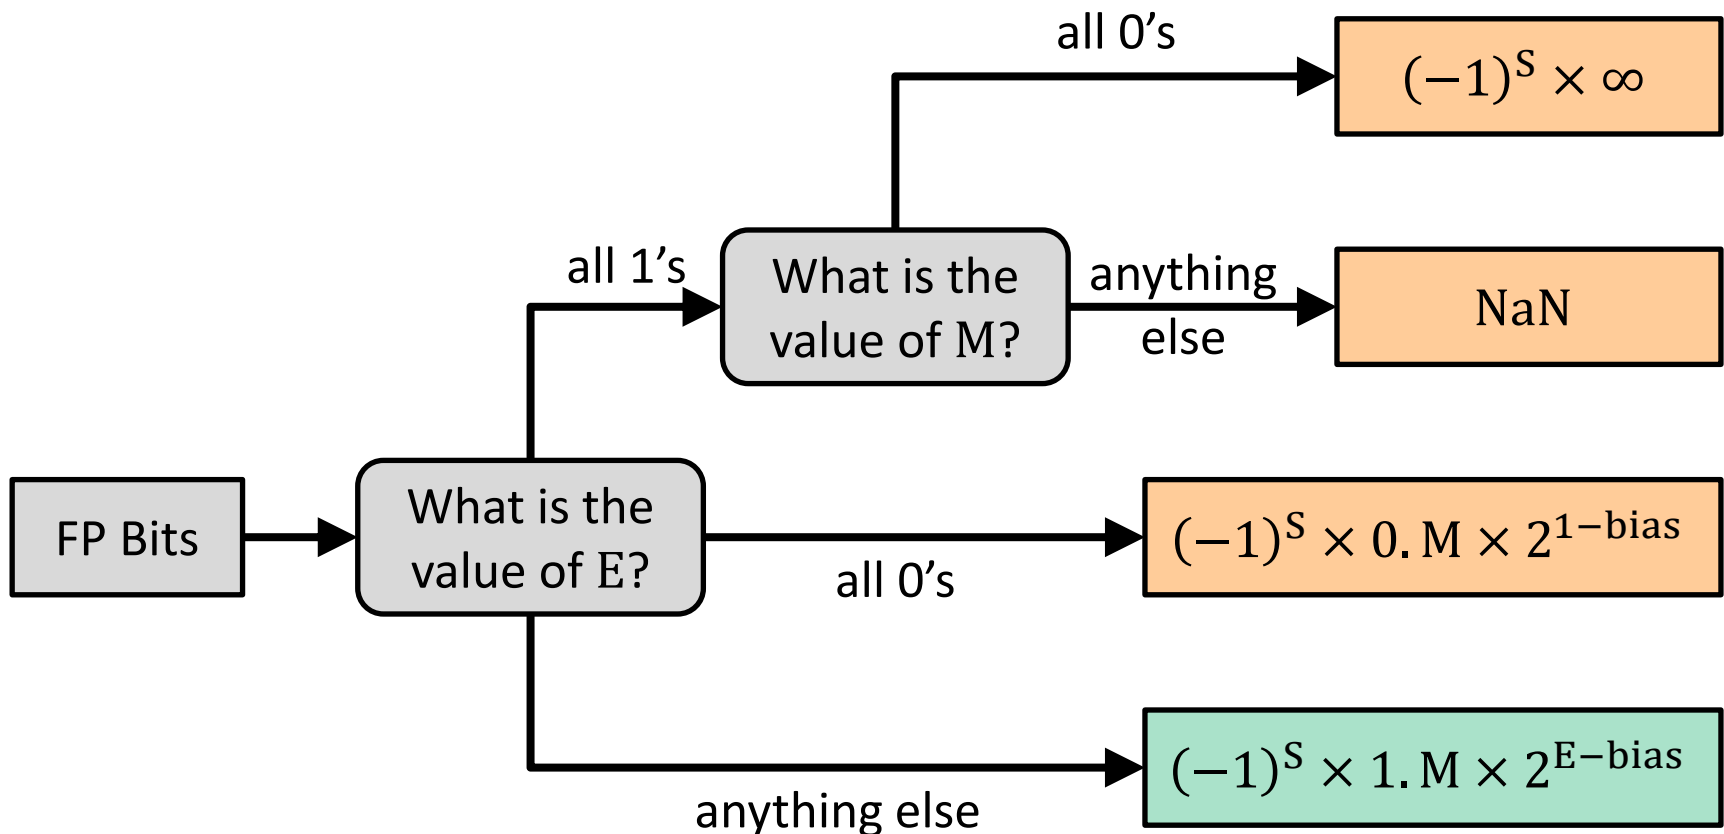 all 0's
(−1)^S × ∞
all 1's
What is the
value of M?
anything
else
NaN
FP Bits
What is the
value of E?
all 0's
(−1)^S × 0. M × 2^{1−bias}
anything else
(−1)^S × 1. M × 2^{E−bias}